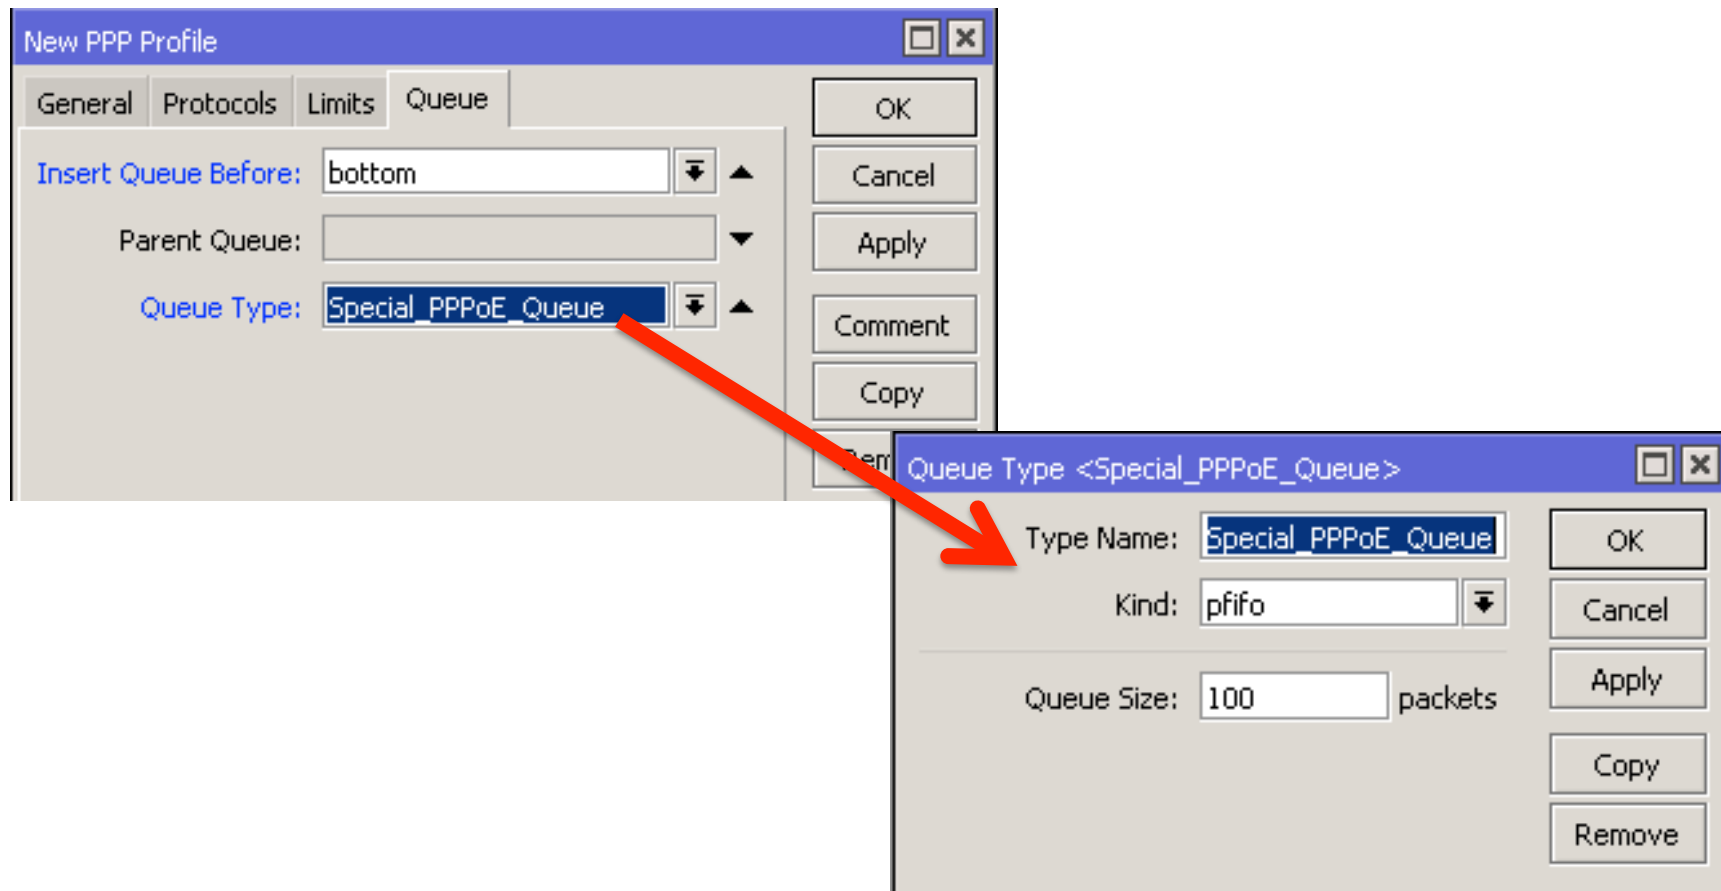 New PPP Profile
General Protocols Limits Queue
Insert Queue Before: bottom
Parent Queue:
Queue Type: Special_PPPoE_Queue
OK
Cancel
Apply
Comment
Copy
Queue Type <Special_PPPoE_Queue>
Type Name: Special_PPPoE_Queue
Kind: pfifo
Queue Size: 100 packets
OK
Cancel
Apply
Copy
Remove